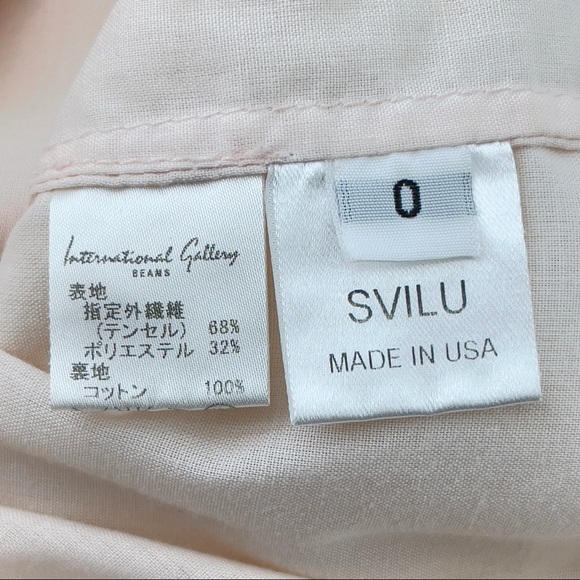 International Gallery
BEAMS
表地
指定外繊維
(テンセル) 68%
ポリエステル 32%
裏地
コットン 100%
0
SVILU
MADE IN USA